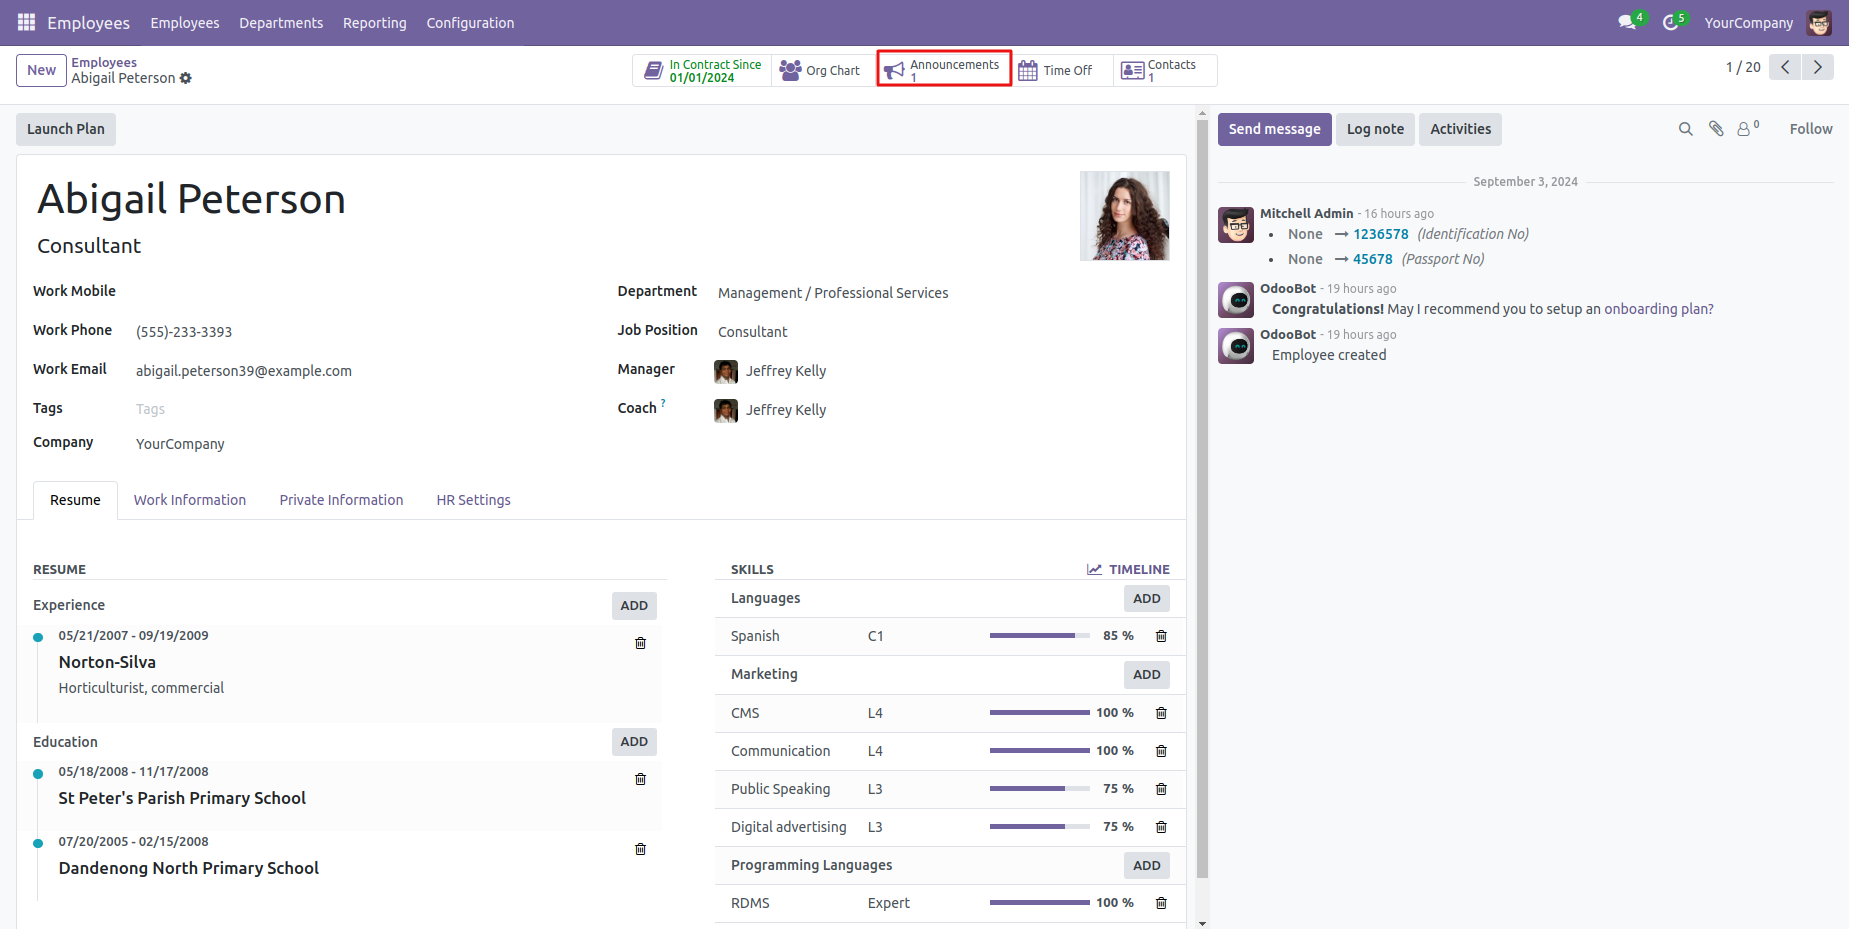 Employees Employees Departments Reporting Configuration 4 5 YourCompany
New Employees
Abigail Peterson
In Contract Since
01/01/2024
Org Chart
Announcements
1
Time Off
Contacts
1
1 / 20
Launch Plan
Abigail Peterson
Consultant
Work Mobile
Work Phone (555)-233-3393
Work Email abigail.peterson39@example.com
Tags Tags
Company YourCompany
Department Management / Professional Services
Job Position Consultant
Manager Jeffrey Kelly
Coach ? Jeffrey Kelly
Resume Work Information Private Information HR Settings
RESUME
Experience ADD
05/21/2007 - 09/19/2009
Norton-Silva
Horticulturist, commercial
Education ADD
05/18/2008 - 11/17/2008
St Peter's Parish Primary School
07/20/2005 - 02/15/2008
Dandenong North Primary School
SKILLS TIMELINE
Languages ADD
Spanish C1 85 %
Marketing ADD
CMS L4 100 %
Communication L4 100 %
Public Speaking L3 75 %
Digital advertising L3 75 %
Programming Languages ADD
RDMS Expert 100 %
Send message Log note Activities 0 Follow
September 3, 2024
Mitchell Admin - 16 hours ago
• None → 1236578 (Identification No)
• None → 45678 (Passport No)
OdooBot - 19 hours ago
Congratulations! May I recommend you to setup an onboarding plan?
OdooBot - 19 hours ago
Employee created